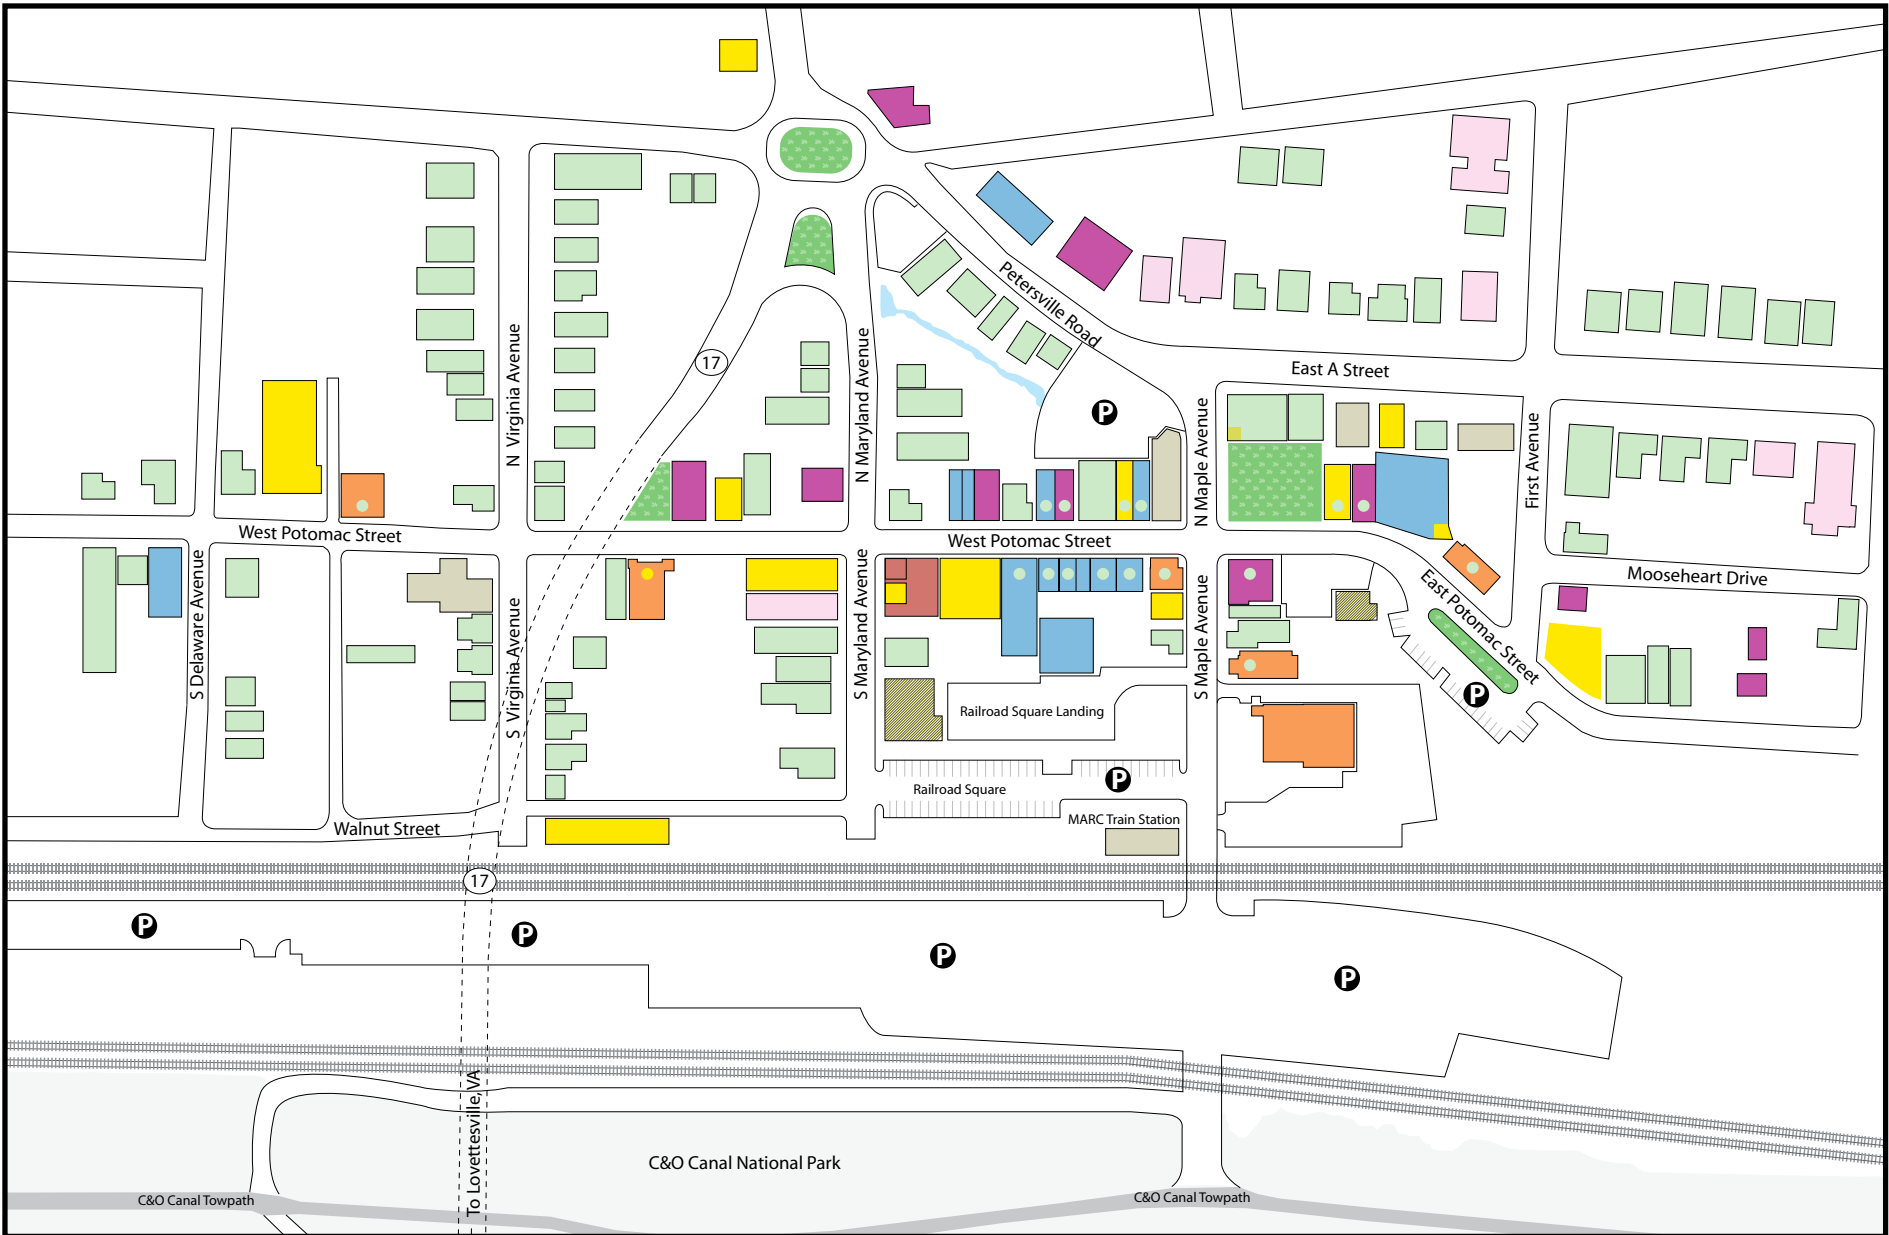 Petersville Road
17
N Virginia Avenue
N Maryland Avenue
East A Street
P
N Maple Avenue
First Avenue
West Potomac Street
West Potomac Street
S Delaware Avenue
S Virginia Avenue
S Maryland Avenue
S Maple Avenue
East Potomac Street
Mooseheart Drive
P
Railroad Square Landing
P
Railroad Square
MARC Train Station
Walnut Street
17
P
P
P
P
To Lovettesville, VA
C&O Canal National Park
C&O Canal Towpath
C&O Canal Towpath